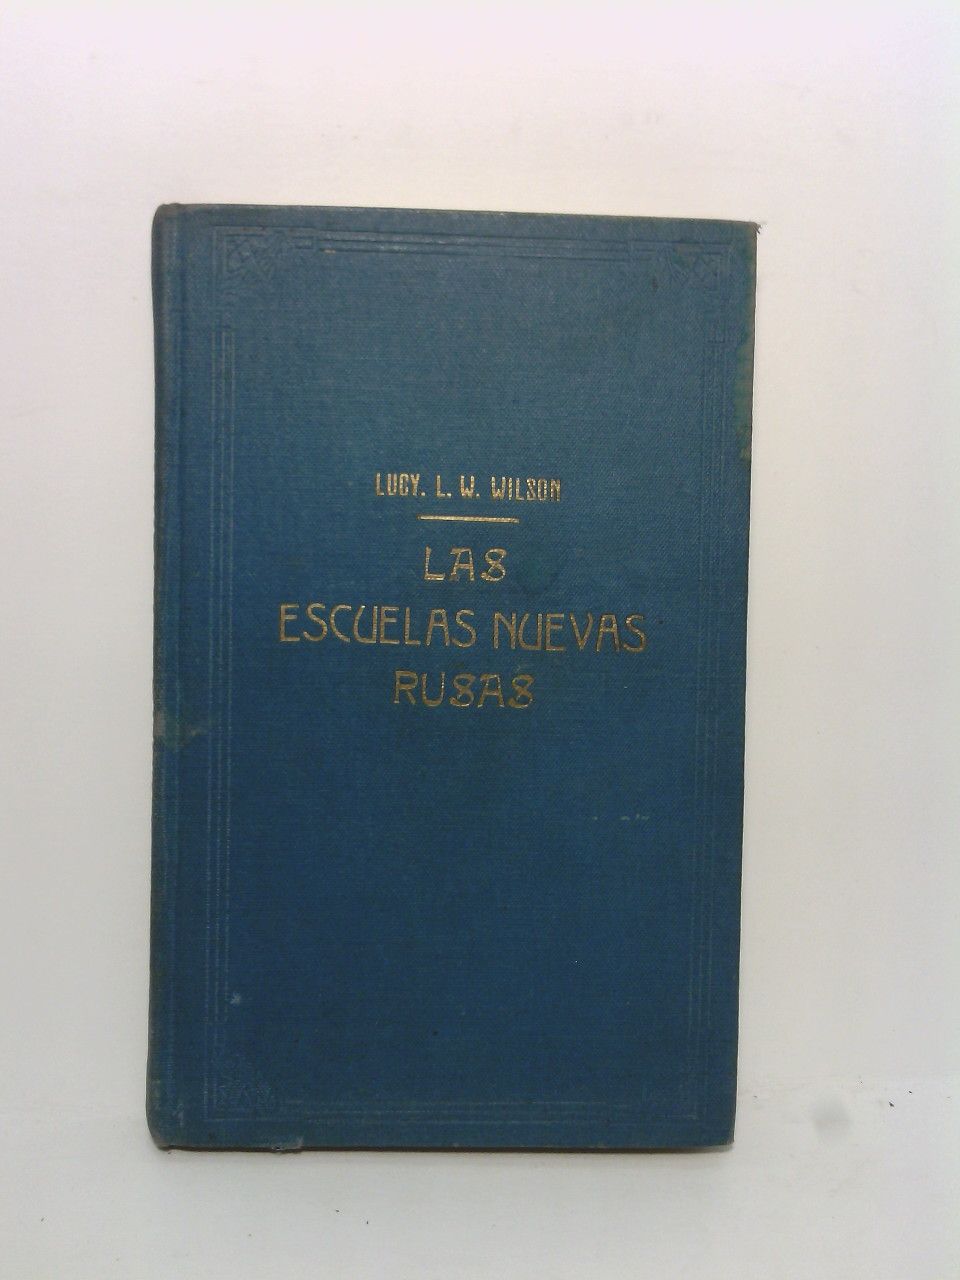 LUCY. L. W. WILSON
LAS
ESCUELAS NUEVAS
RUSAS